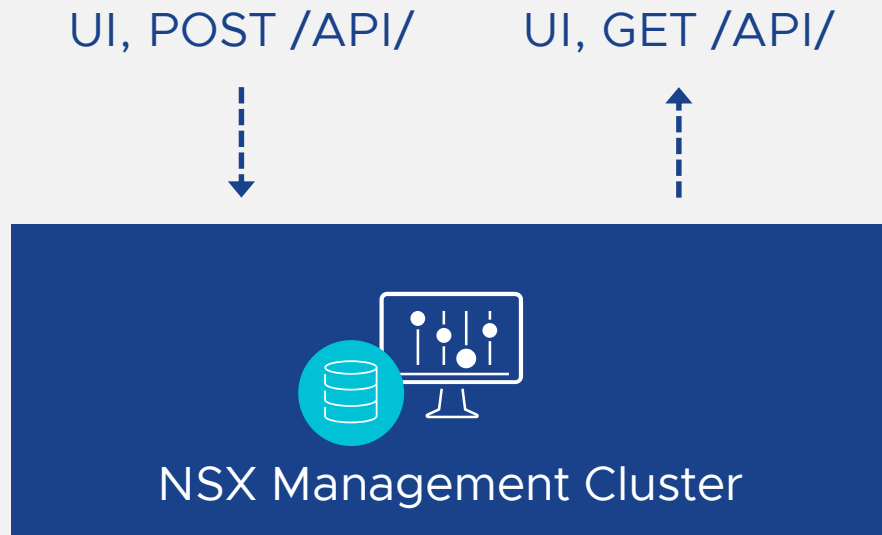 UI, POST /API/
UI, GET /API/
NSX Management Cluster